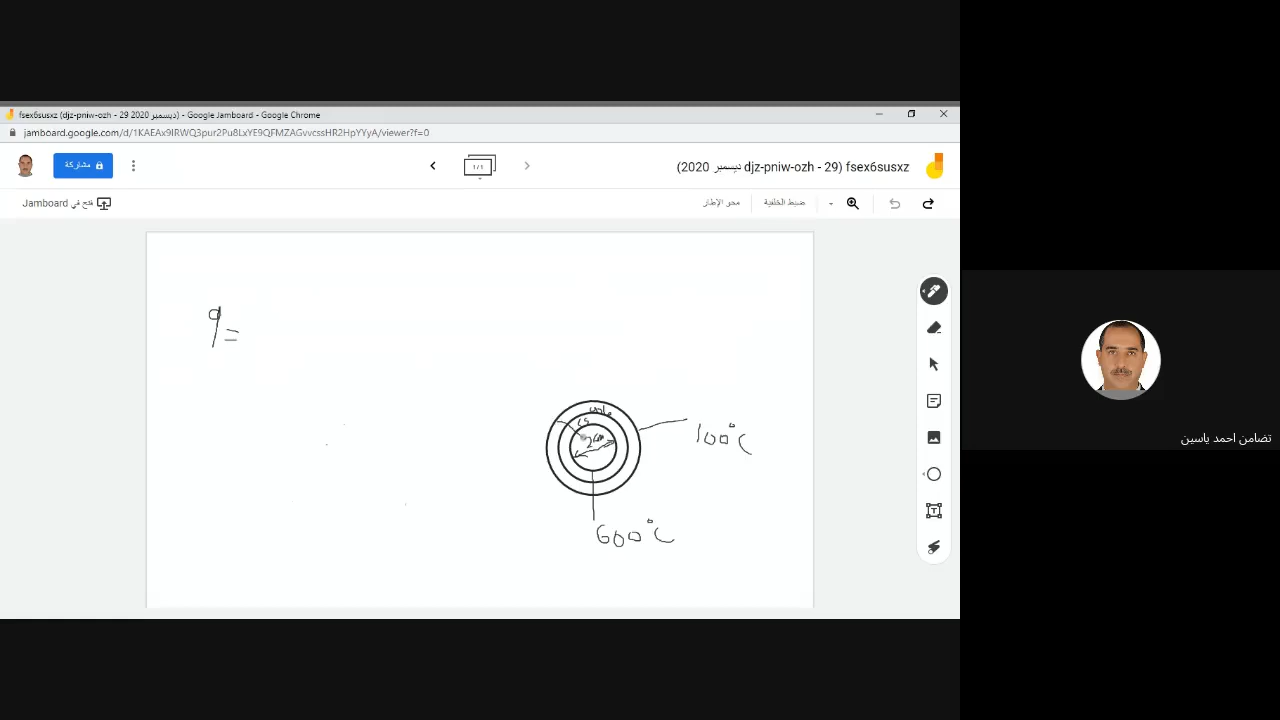 fsex6susxz (djz-pniw-ozh - 29 ديسمبر 2020) - Google Jamboard - Google Chrome
jamboard.google.com/d/1KAEAx9IRWQ3pur2Pu8LxYE9QFMZAGvvcssHR2HpYYyA/viewer?f=0
مشاركة
1/1
fsex6susxz (djz-pniw-ozh - 29 ديسمبر 2020)
فتح في Jamboard
محو الإطار
ضبط الخلفية
q=
2cm
100°C
600°C
تضامن احمد ياسين